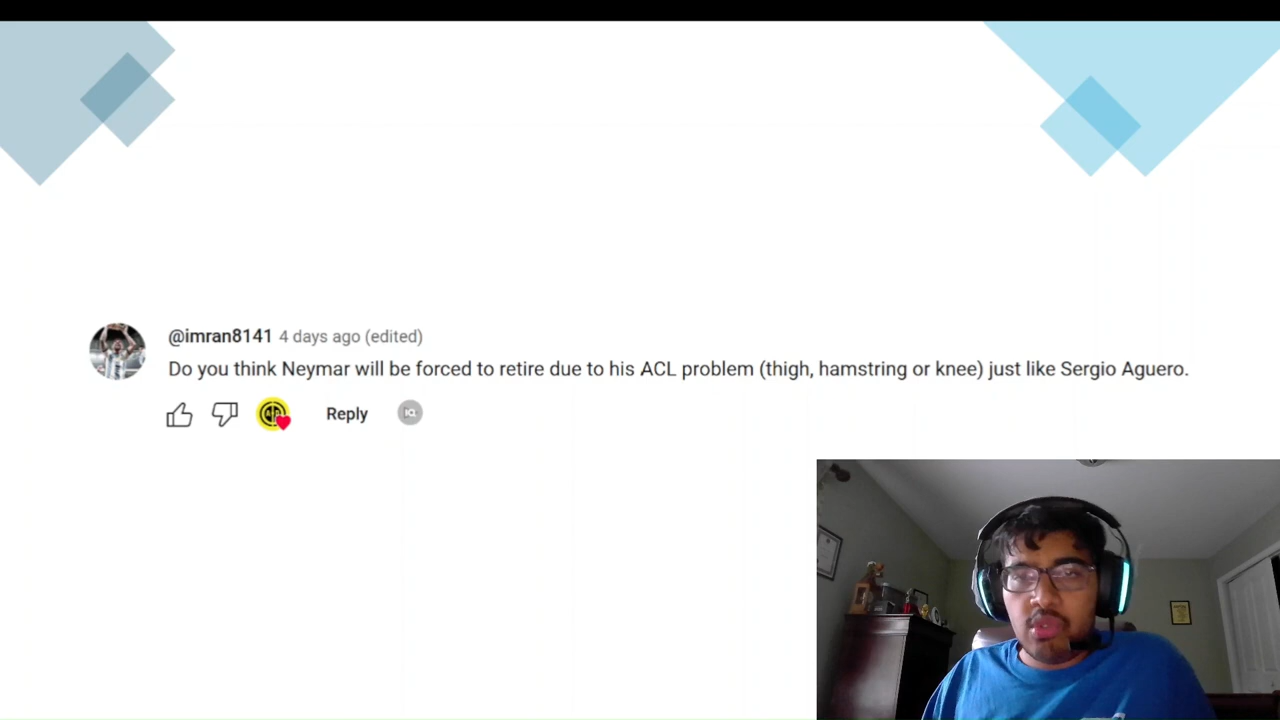 @imran8141 4 days ago (edited)
Do you think Neymar will be forced to retire due to his ACL problem (thigh, hamstring or knee) just like Sergio Aguero.
Reply